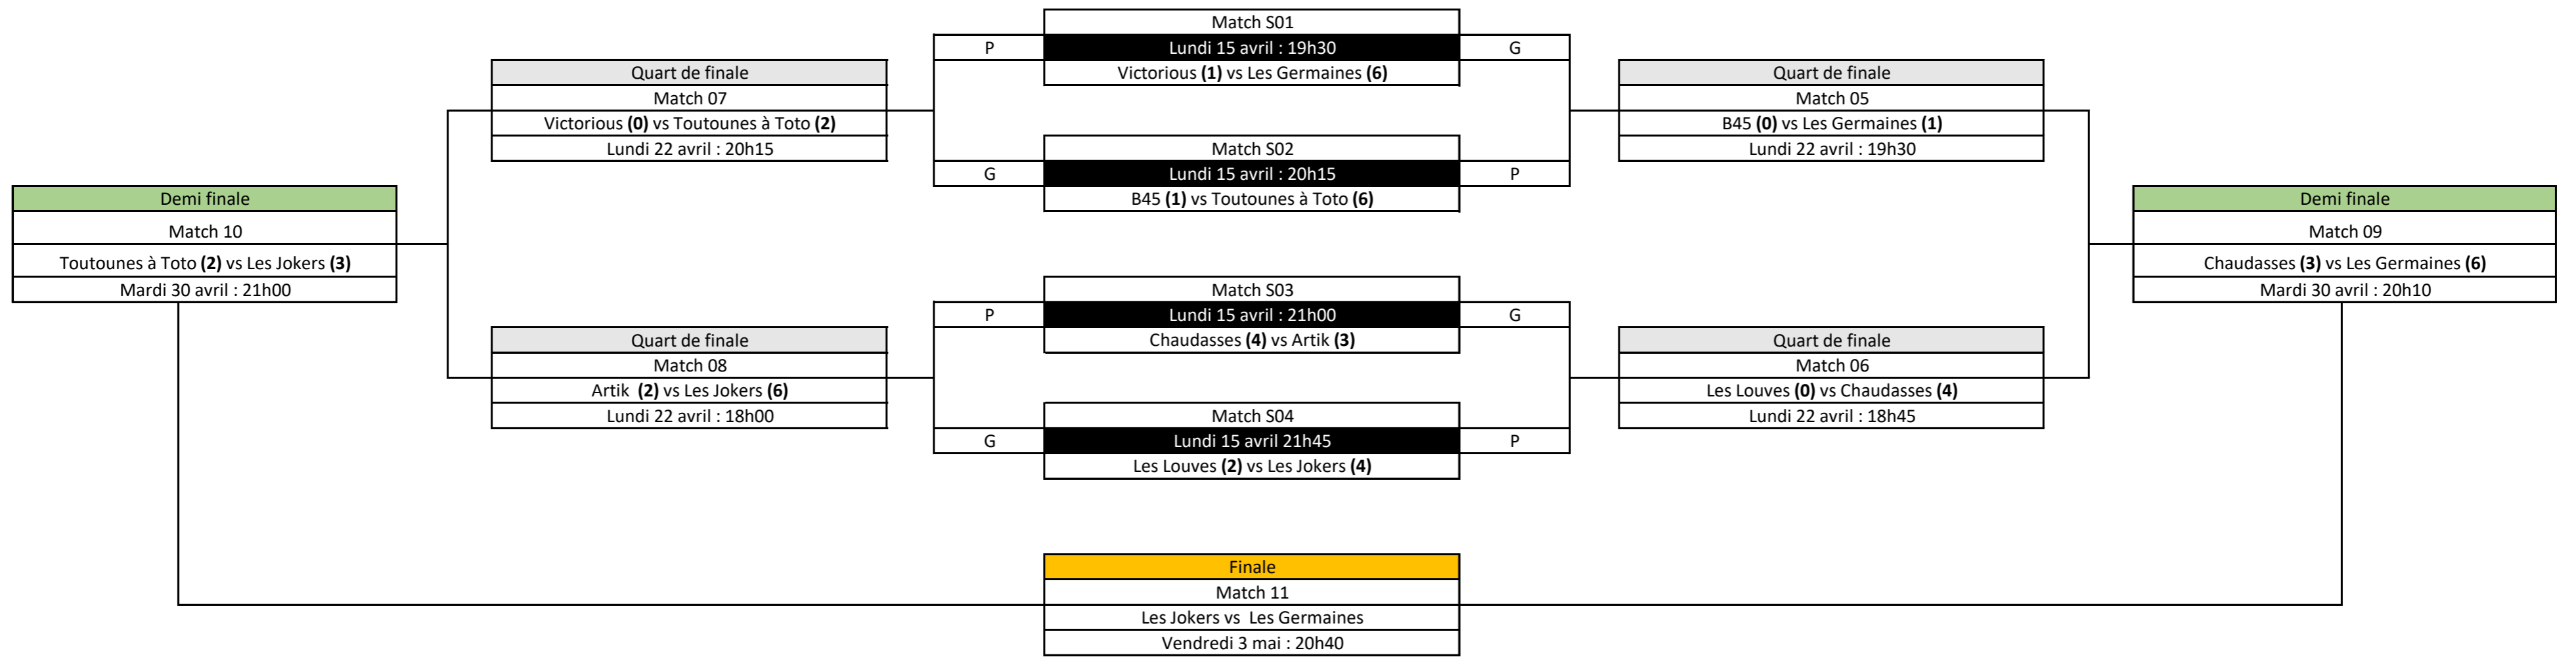 Match S01
P
Lundi 15 avril : 19h30
G
Victorious (1) vs Les Germaines (6)
Quart de finale
Match 07
Victorious (0) vs Toutounes à Toto (2)
Lundi 22 avril : 20h15
Quart de finale
Match 05
B45 (0) vs Les Germaines (1)
Lundi 22 avril : 19h30
Match S02
G
Lundi 15 avril : 20h15
P
B45 (1) vs Toutounes à Toto (6)
Demi finale
Match 10
Toutounes à Toto (2) vs Les Jokers (3)
Mardi 30 avril : 21h00
Demi finale
Match 09
Chaudasses (3) vs Les Germaines (6)
Mardi 30 avril : 20h10
Match S03
P
Lundi 15 avril : 21h00
G
Chaudasses (4) vs Artik (3)
Quart de finale
Match 08
Artik (2) vs Les Jokers (6)
Lundi 22 avril : 18h00
Quart de finale
Match 06
Les Louves (0) vs Chaudasses (4)
Lundi 22 avril : 18h45
Match S04
G
Lundi 15 avril 21h45
P
Les Louves (2) vs Les Jokers (4)
Finale
Match 11
Les Jokers vs Les Germaines
Vendredi 3 mai : 20h40